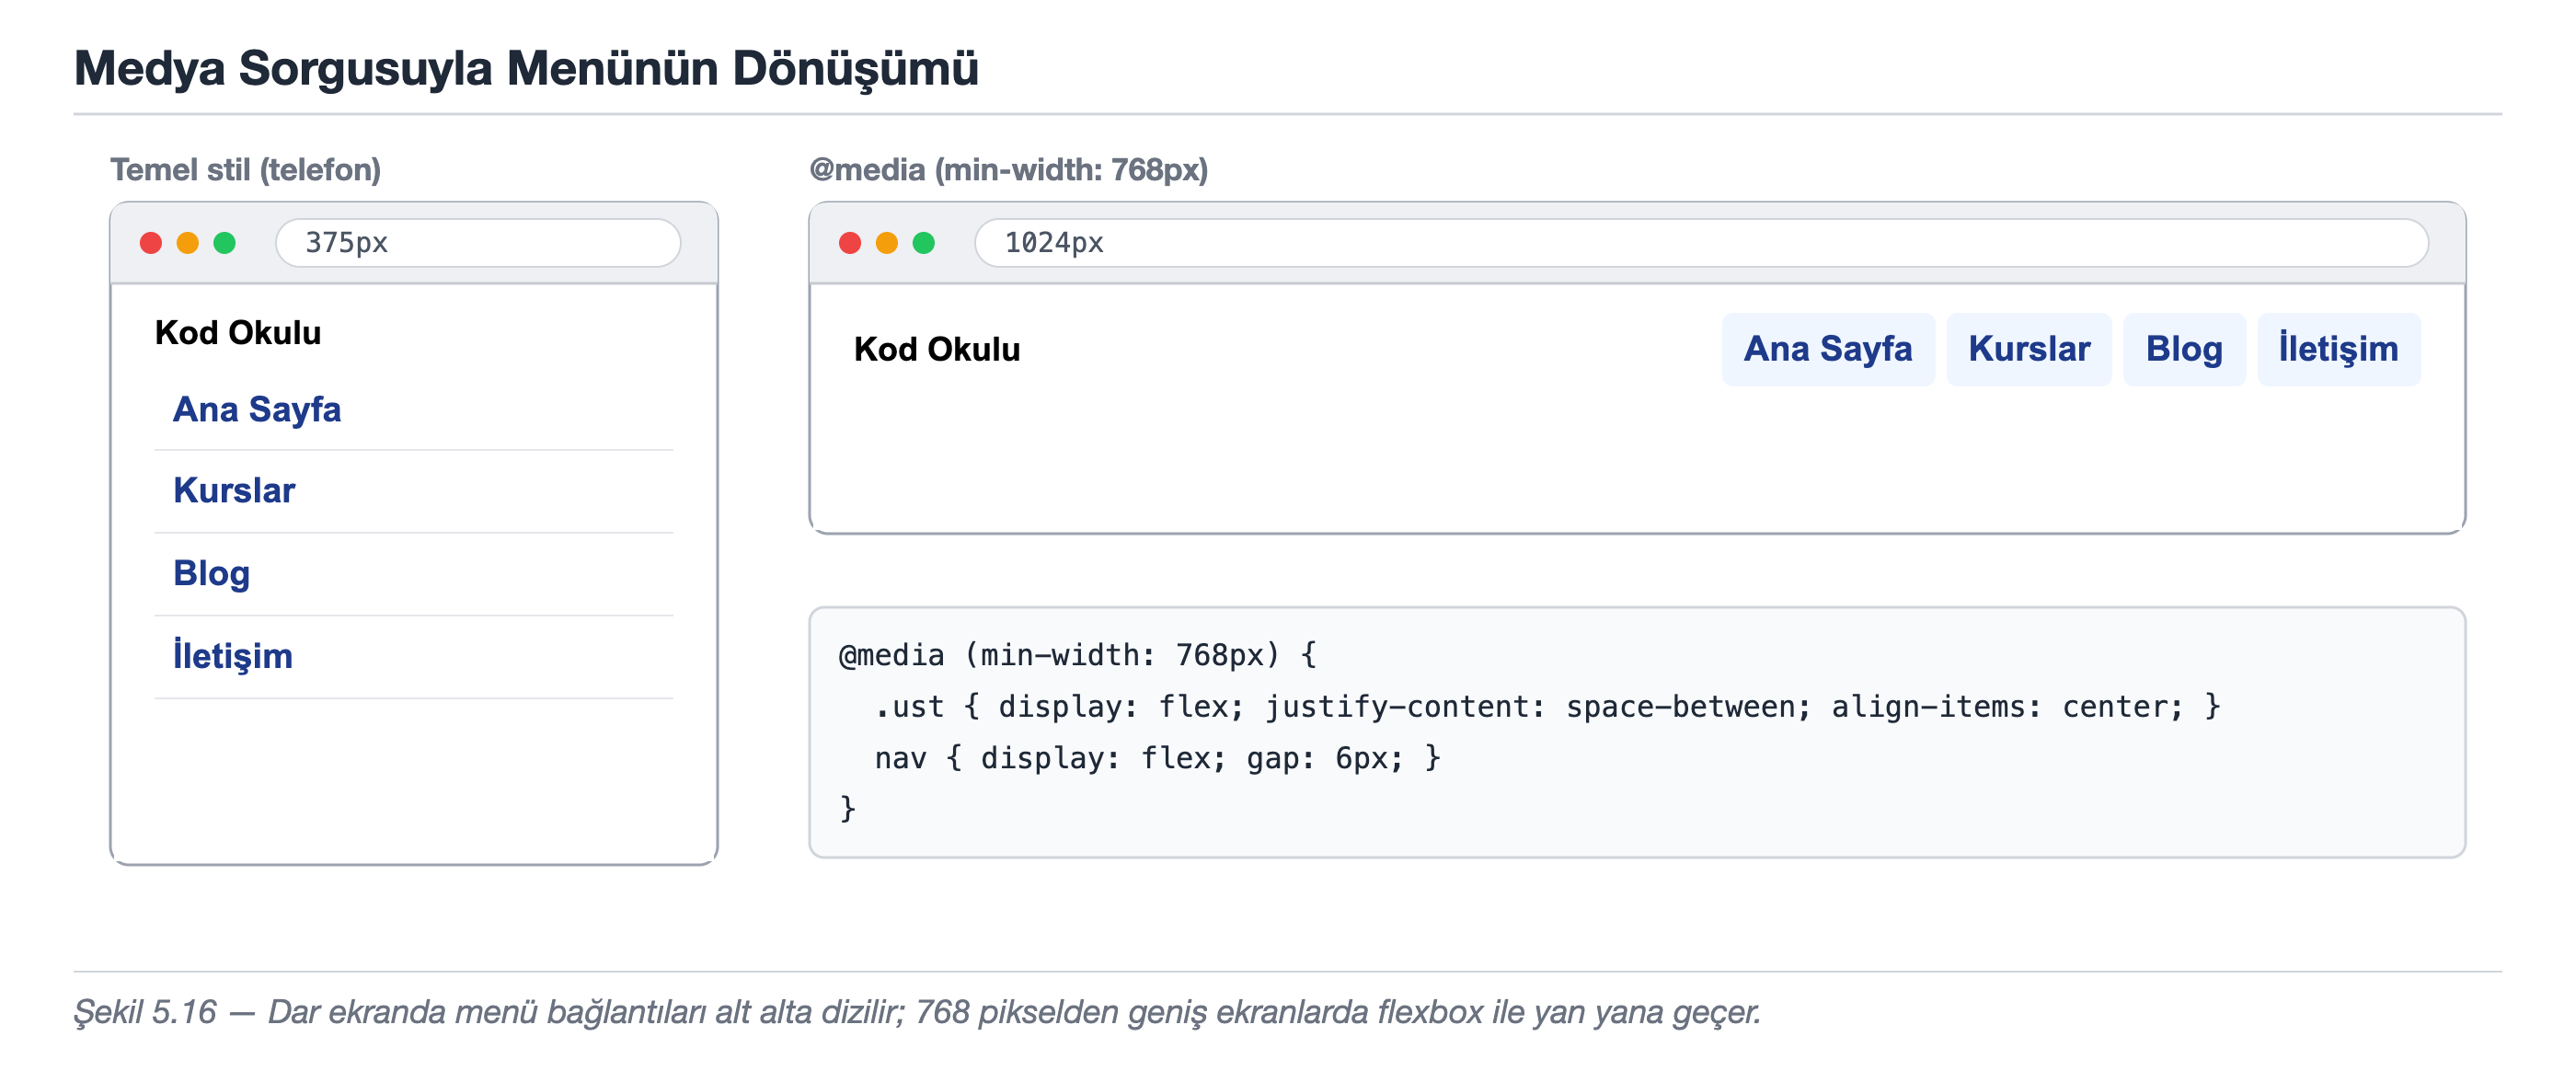 Medya Sorgusuyla Menünün Dönüşümü
Temel stil (telefon)
375px
Kod Okulu
Ana Sayfa
Kurslar
Blog
İletişim
@media (min-width: 768px)
1024px
Kod Okulu
Ana Sayfa Kurslar Blog İletişim
@media (min-width: 768px) {
  .ust { display: flex; justify-content: space-between; align-items: center; }
  nav { display: flex; gap: 6px; }
}
Şekil 5.16 — Dar ekranda menü bağlantıları alt alta dizilir; 768 pikselden geniş ekranlarda flexbox ile yan yana geçer.